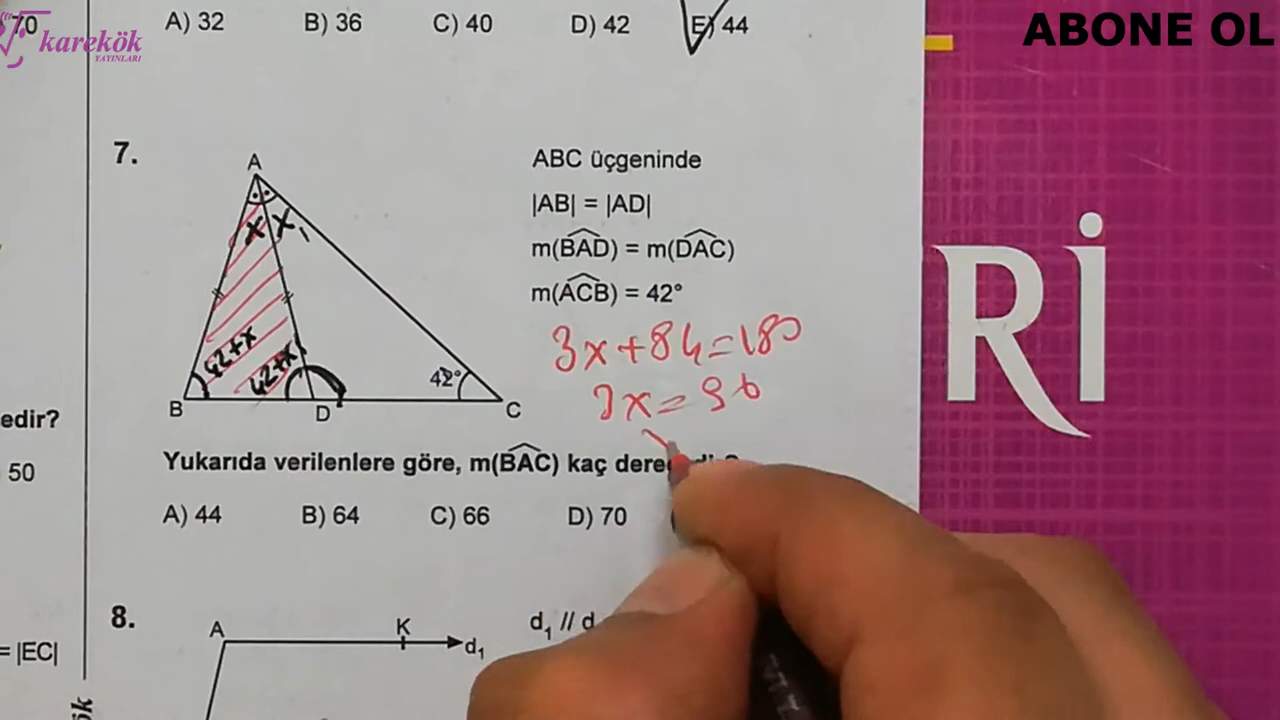 ABONE OL
karekök
YAYINLARI
70
A) 32 B) 36 C) 40 D) 42 E) 44
Rİ
7.
A
B
D
C
x x
42+x
42+x
42°
ABC üçgeninde
|AB| = |AD|
m(BAD) = m(DAC)
m(ACB) = 42°
3x+84=180
3x=96
Yukarıda verilenlere göre, m(BAC) kaç
A) 44 B) 64 C) 66 D) 70
edir?
50
8.
A K d₁
d₁ // d
= |EC|
ök